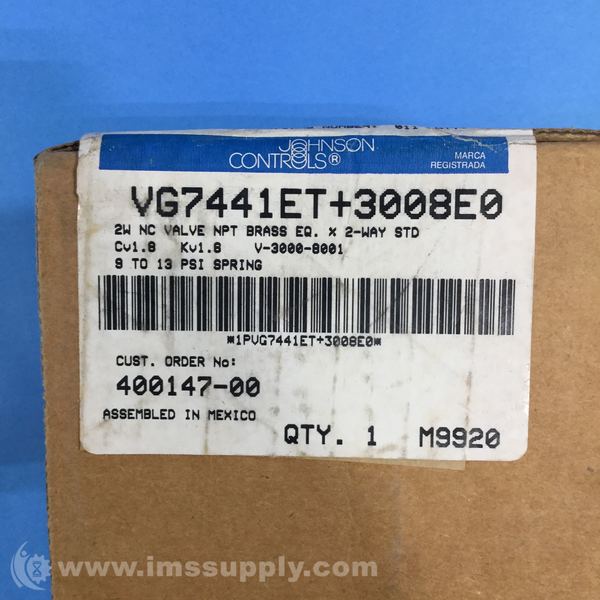 JOHNSON
CONTROLS®
MARCA
REGISTRADA
VG7441ET+3008E0
2W NC VALVE NPT BRASS EQ. % 2-WAY STD
Cv1.8 Kv1.8 V-3000-8001
9 TO 13 PSI SPRING
*1PVG7441ET+3008E0*
CUST. ORDER No:
400147-00
ASSEMBLED IN MEXICO
QTY. 1 M9920
www.imssupply.com